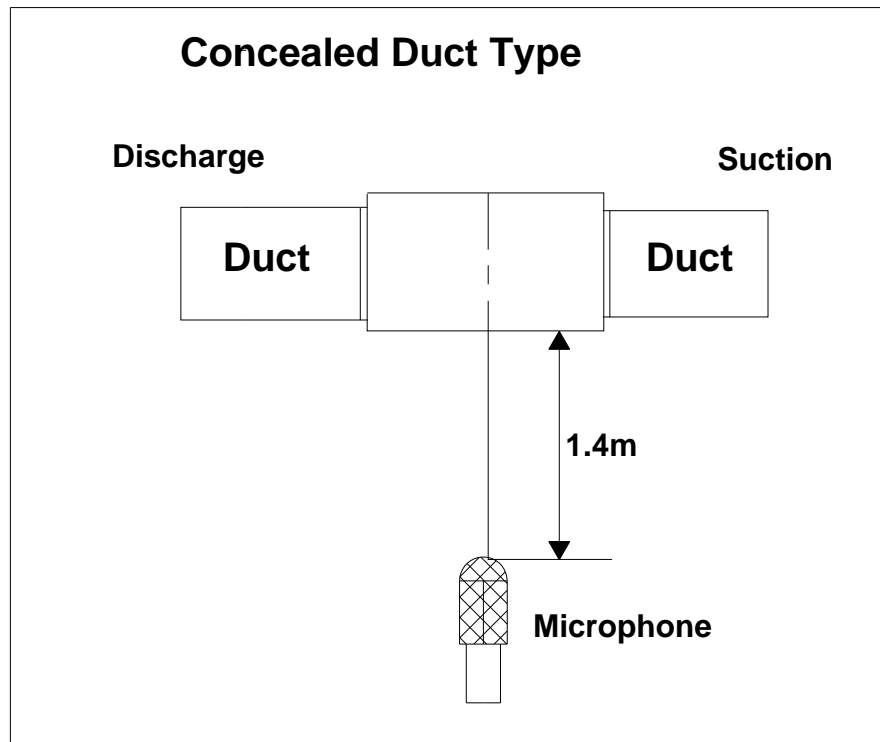 Concealed Duct Type
Discharge
Suction
Duct
Duct
1.4m
Microphone